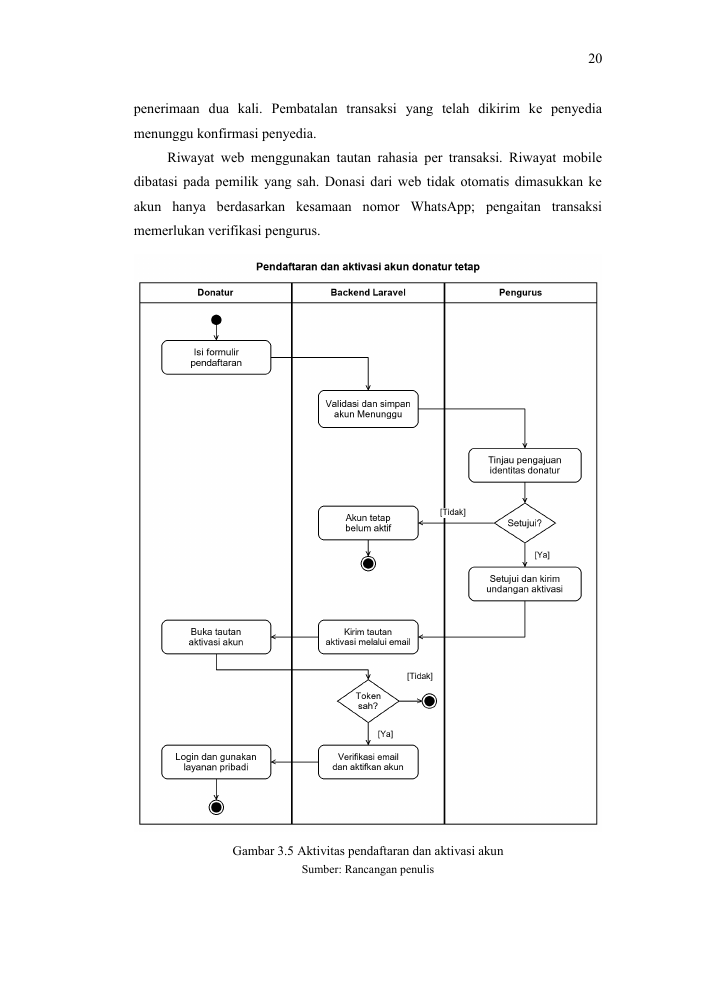 20
penerimaan dua kali. Pembatalan transaksi yang telah dikirim ke penyedia
menunggu konfirmasi penyedia.
Riwayat web menggunakan tautan rahasia per transaksi. Riwayat mobile
dibatasi pada pemilik yang sah. Donasi dari web tidak otomatis dimasukkan ke
akun hanya berdasarkan kesamaan nomor WhatsApp; pengaitan transaksi
memerlukan verifikasi pengurus.
Pendaftaran dan aktivasi akun donatur tetap
Donatur
Backend Laravel
Pengurus
Isi formulir
pendaftaran
Validasi dan simpan
akun Menunggu
Tinjau pengajuan
identitas donatur
Setujui?
[Tidak]
Akun tetap
belum aktif
[Ya]
Setujui dan kirim
undangan aktivasi
Kirim tautan
aktivasi melalui email
Buka tautan
aktivasi akun
Token
sah?
[Tidak]
[Ya]
Verifikasi email
dan aktifkan akun
Login dan gunakan
layanan pribadi
Gambar 3.5 Aktivitas pendaftaran dan aktivasi akun
Sumber: Rancangan penulis